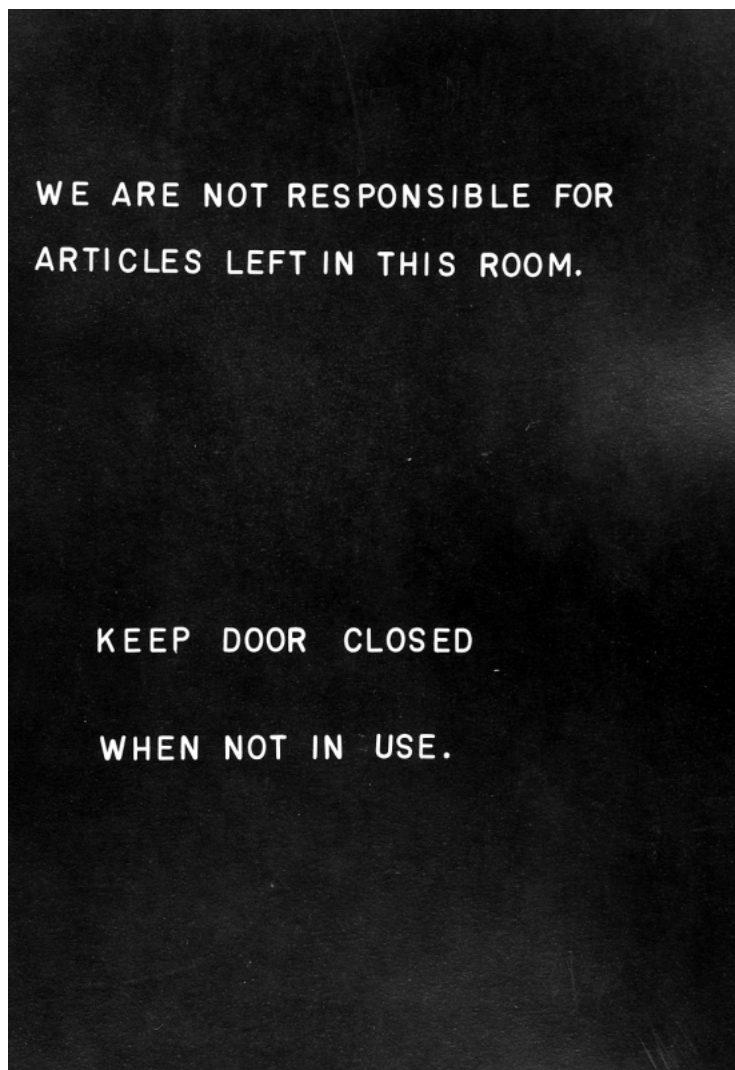 WE ARE NOT RESPONSIBLE FOR
ARTICLES LEFT IN THIS ROOM.
KEEP DOOR CLOSED
WHEN NOT IN USE.